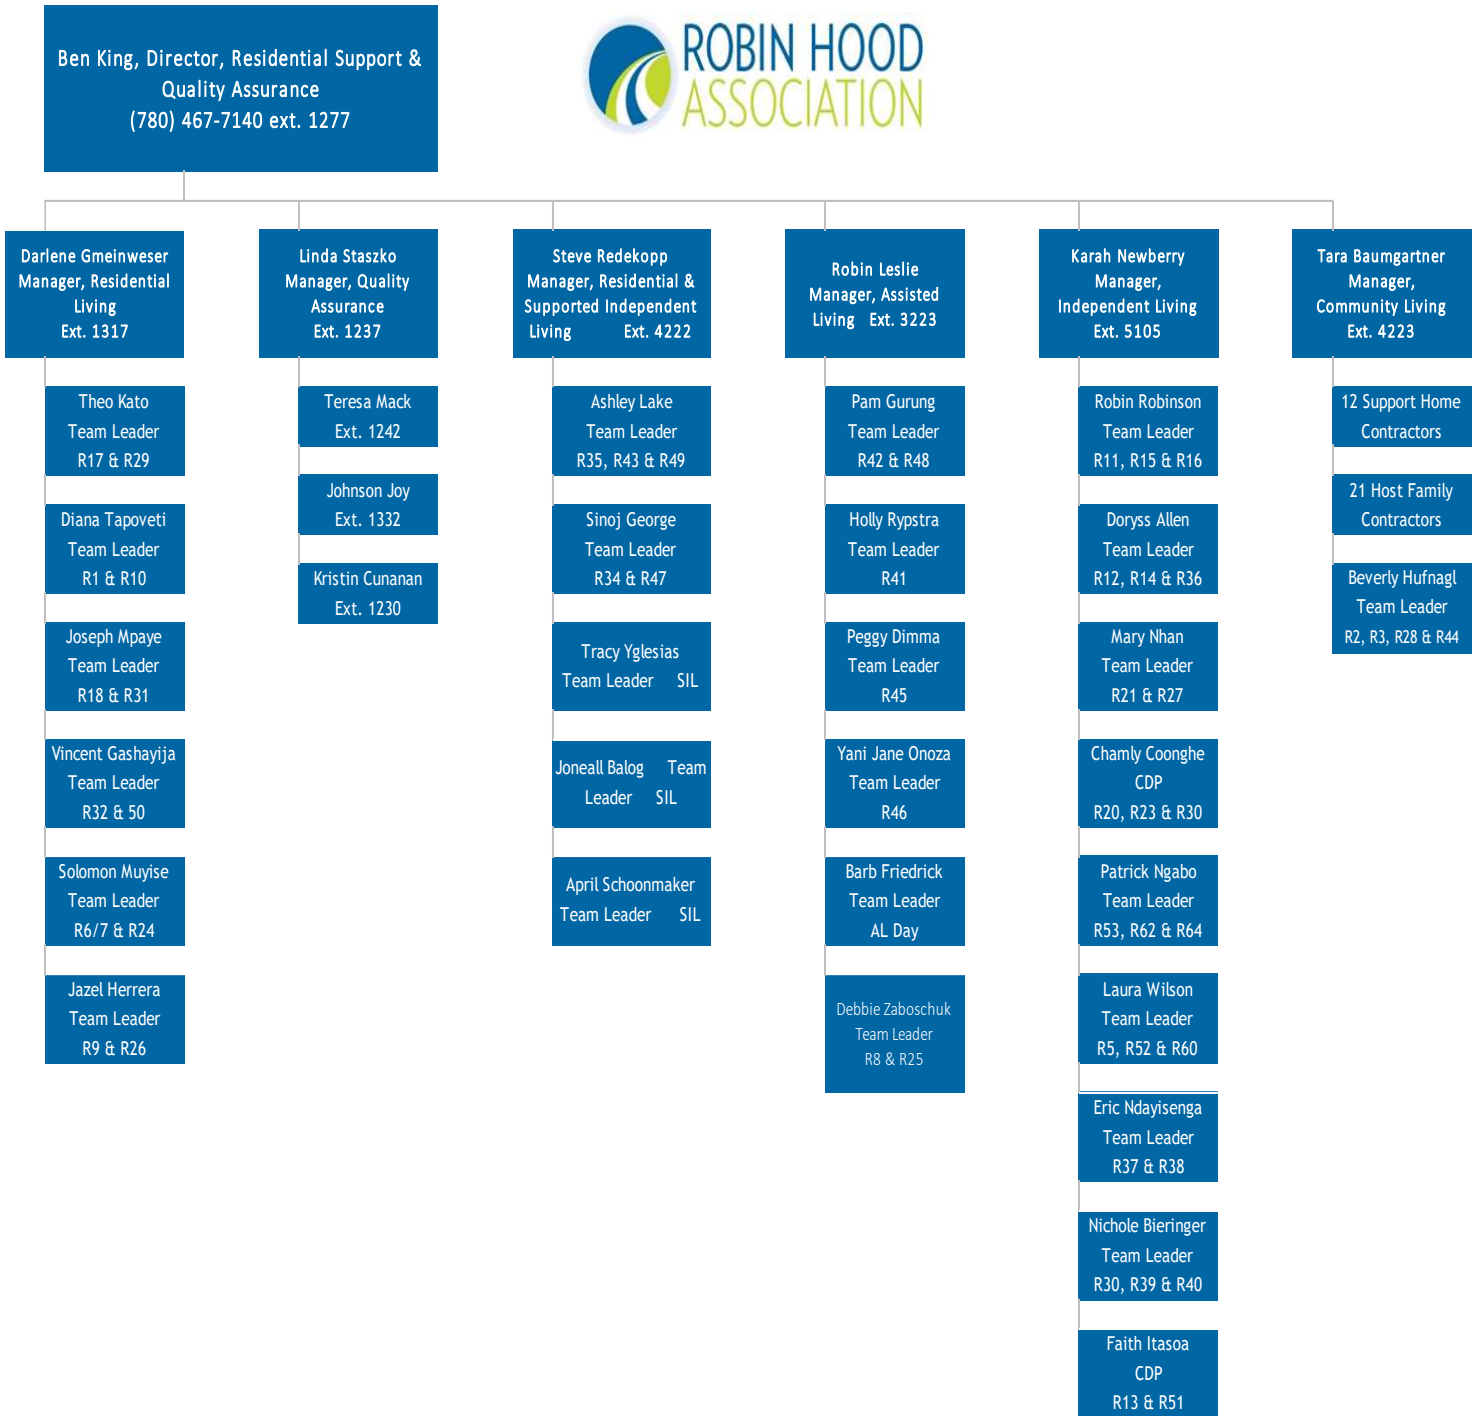 Ben King, Director, Residential Support &
Quality Assurance
(780) 467-7140 ext. 1277
ROBIN HOOD
ASSOCIATION
Darlene Gmeinweser
Manager, Residential
Living
Ext. 1317
Theo Kato
Team Leader
R17 & R29
Diana Tapoveti
Team Leader
R1 & R10
Joseph Mpaye
Team Leader
R18 & R31
Vincent Gashayija
Team Leader
R32 & 50
Solomon Muyise
Team Leader
R6/7 & R24
Jazel Herrera
Team Leader
R9 & R26
Linda Staszko
Manager, Quality
Assurance
Ext. 1237
Teresa Mack
Ext. 1242
Johnson Joy
Ext. 1332
Kristin Cunanan
Ext. 1230
Steve Redekopp
Manager, Residential &
Supported Independent
Living Ext. 4222
Ashley Lake
Team Leader
R35, R43 & R49
Sinoj George
Team Leader
R34 & R47
Tracy Yglesias
Team Leader SIL
Joneall Balog Team
Leader SIL
April Schoonmaker
Team Leader SIL
Robin Leslie
Manager, Assisted
Living Ext. 3223
Pam Gurung
Team Leader
R42 & R48
Holly Rypstra
Team Leader
R41
Peggy Dimma
Team Leader
R45
Yani Jane Onoza
Team Leader
R46
Barb Friedrick
Team Leader
AL Day
Debbie Zaboschuk
Team Leader
R8 & R25
Karah Newberry
Manager,
Independent Living
Ext. 5105
Robin Robinson
Team Leader
R11, R15 & R16
Doryss Allen
Team Leader
R12, R14 & R36
Mary Nhan
Team Leader
R21 & R27
Chamly Coonghe
CDP
R20, R23 & R30
Patrick Ngabo
Team Leader
R53, R62 & R64
Laura Wilson
Team Leader
R5, R52 & R60
Eric Ndayisenga
Team Leader
R37 & R38
Nichole Bieringer
Team Leader
R30, R39 & R40
Faith Itasoa
CDP
R13 & R51
Tara Baumgartner
Manager,
Community Living
Ext. 4223
12 Support Home
Contractors
21 Host Family
Contractors
Beverly Hufnagl
Team Leader
R2, R3, R28 & R44